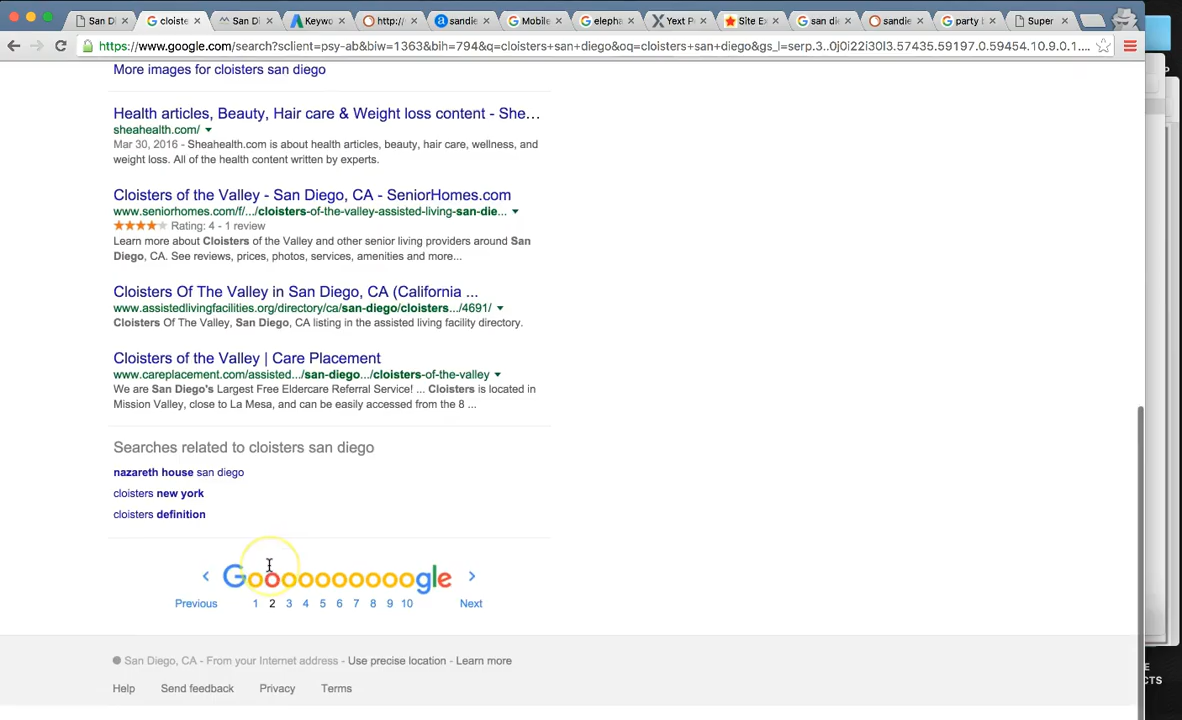 San Di
cloiste
San Di
Keywo
http:/
sandie
Mobile
elepha
Yext P
Site Ex
san die
sandie
party b
Super
https://www.google.com/search?sclient=psy-ab&biw=1363&bih=794&q=cloisters+san+diego&oq=cloisters+san+diego&gs_l=serp.3..0j0i22i30l3.57435.59197.0.59454.10.9.0.1....
More images for cloisters san diego
Health articles, Beauty, Hair care & Weight loss content - She...
sheahealth.com/
Mar 30, 2016 - Sheahealth.com is about health articles, beauty, hair care, wellness, and
weight loss. All of the health content written by experts.
Cloisters of the Valley - San Diego, CA - SeniorHomes.com
www.seniorhomes.com/f/.../cloisters-of-the-valley-assisted-living-san-die...
Rating: 4 - 1 review
Learn more about Cloisters of the Valley and other senior living providers around San
Diego, CA. See reviews, prices, photos, services, amenities and more...
Cloisters Of The Valley in San Diego, CA (California ...
www.assistedlivingfacilities.org/directory/ca/san-diego/cloisters.../4691/
Cloisters Of The Valley, San Diego, CA listing in the assisted living facility directory.
Cloisters of the Valley | Care Placement
www.careplacement.com/assisted.../san-diego.../cloisters-of-the-valley
We are San Diego's Largest Free Eldercare Referral Service! ... Cloisters is located in
Mission Valley, close to La Mesa, and can be easily accessed from the 8 ...
Searches related to cloisters san diego
nazareth house san diego
cloisters new york
cloisters definition
Goooooooooogle
Previous 1 2 3 4 5 6 7 8 9 10 Next
San Diego, CA - From your Internet address - Use precise location - Learn more
Help Send feedback Privacy Terms